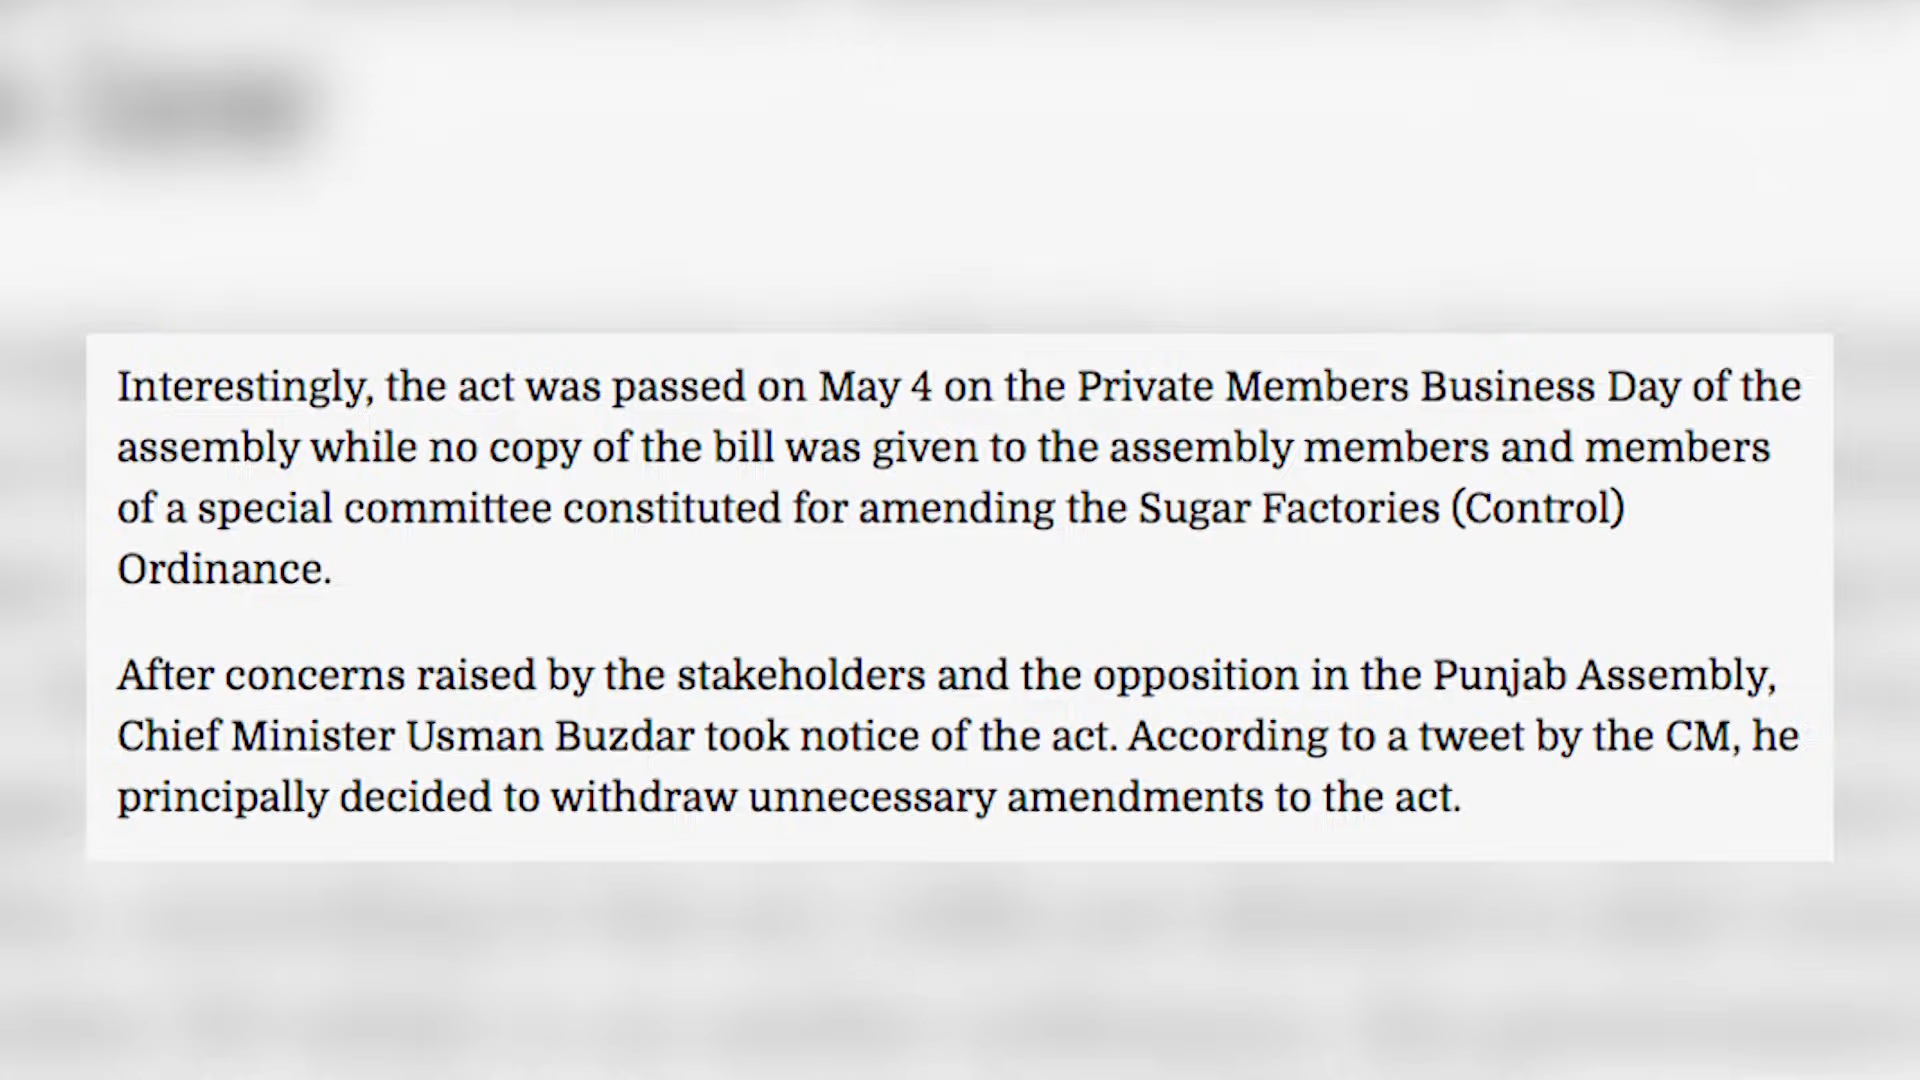 Interestingly, the act was passed on May 4 on the Private Members Business Day of the
assembly while no copy of the bill was given to the assembly members and members
of a special committee constituted for amending the Sugar Factories (Control)
Ordinance.
After concerns raised by the stakeholders and the opposition in the Punjab Assembly,
Chief Minister Usman Buzdar took notice of the act. According to a tweet by the CM, he
principally decided to withdraw unnecessary amendments to the act.